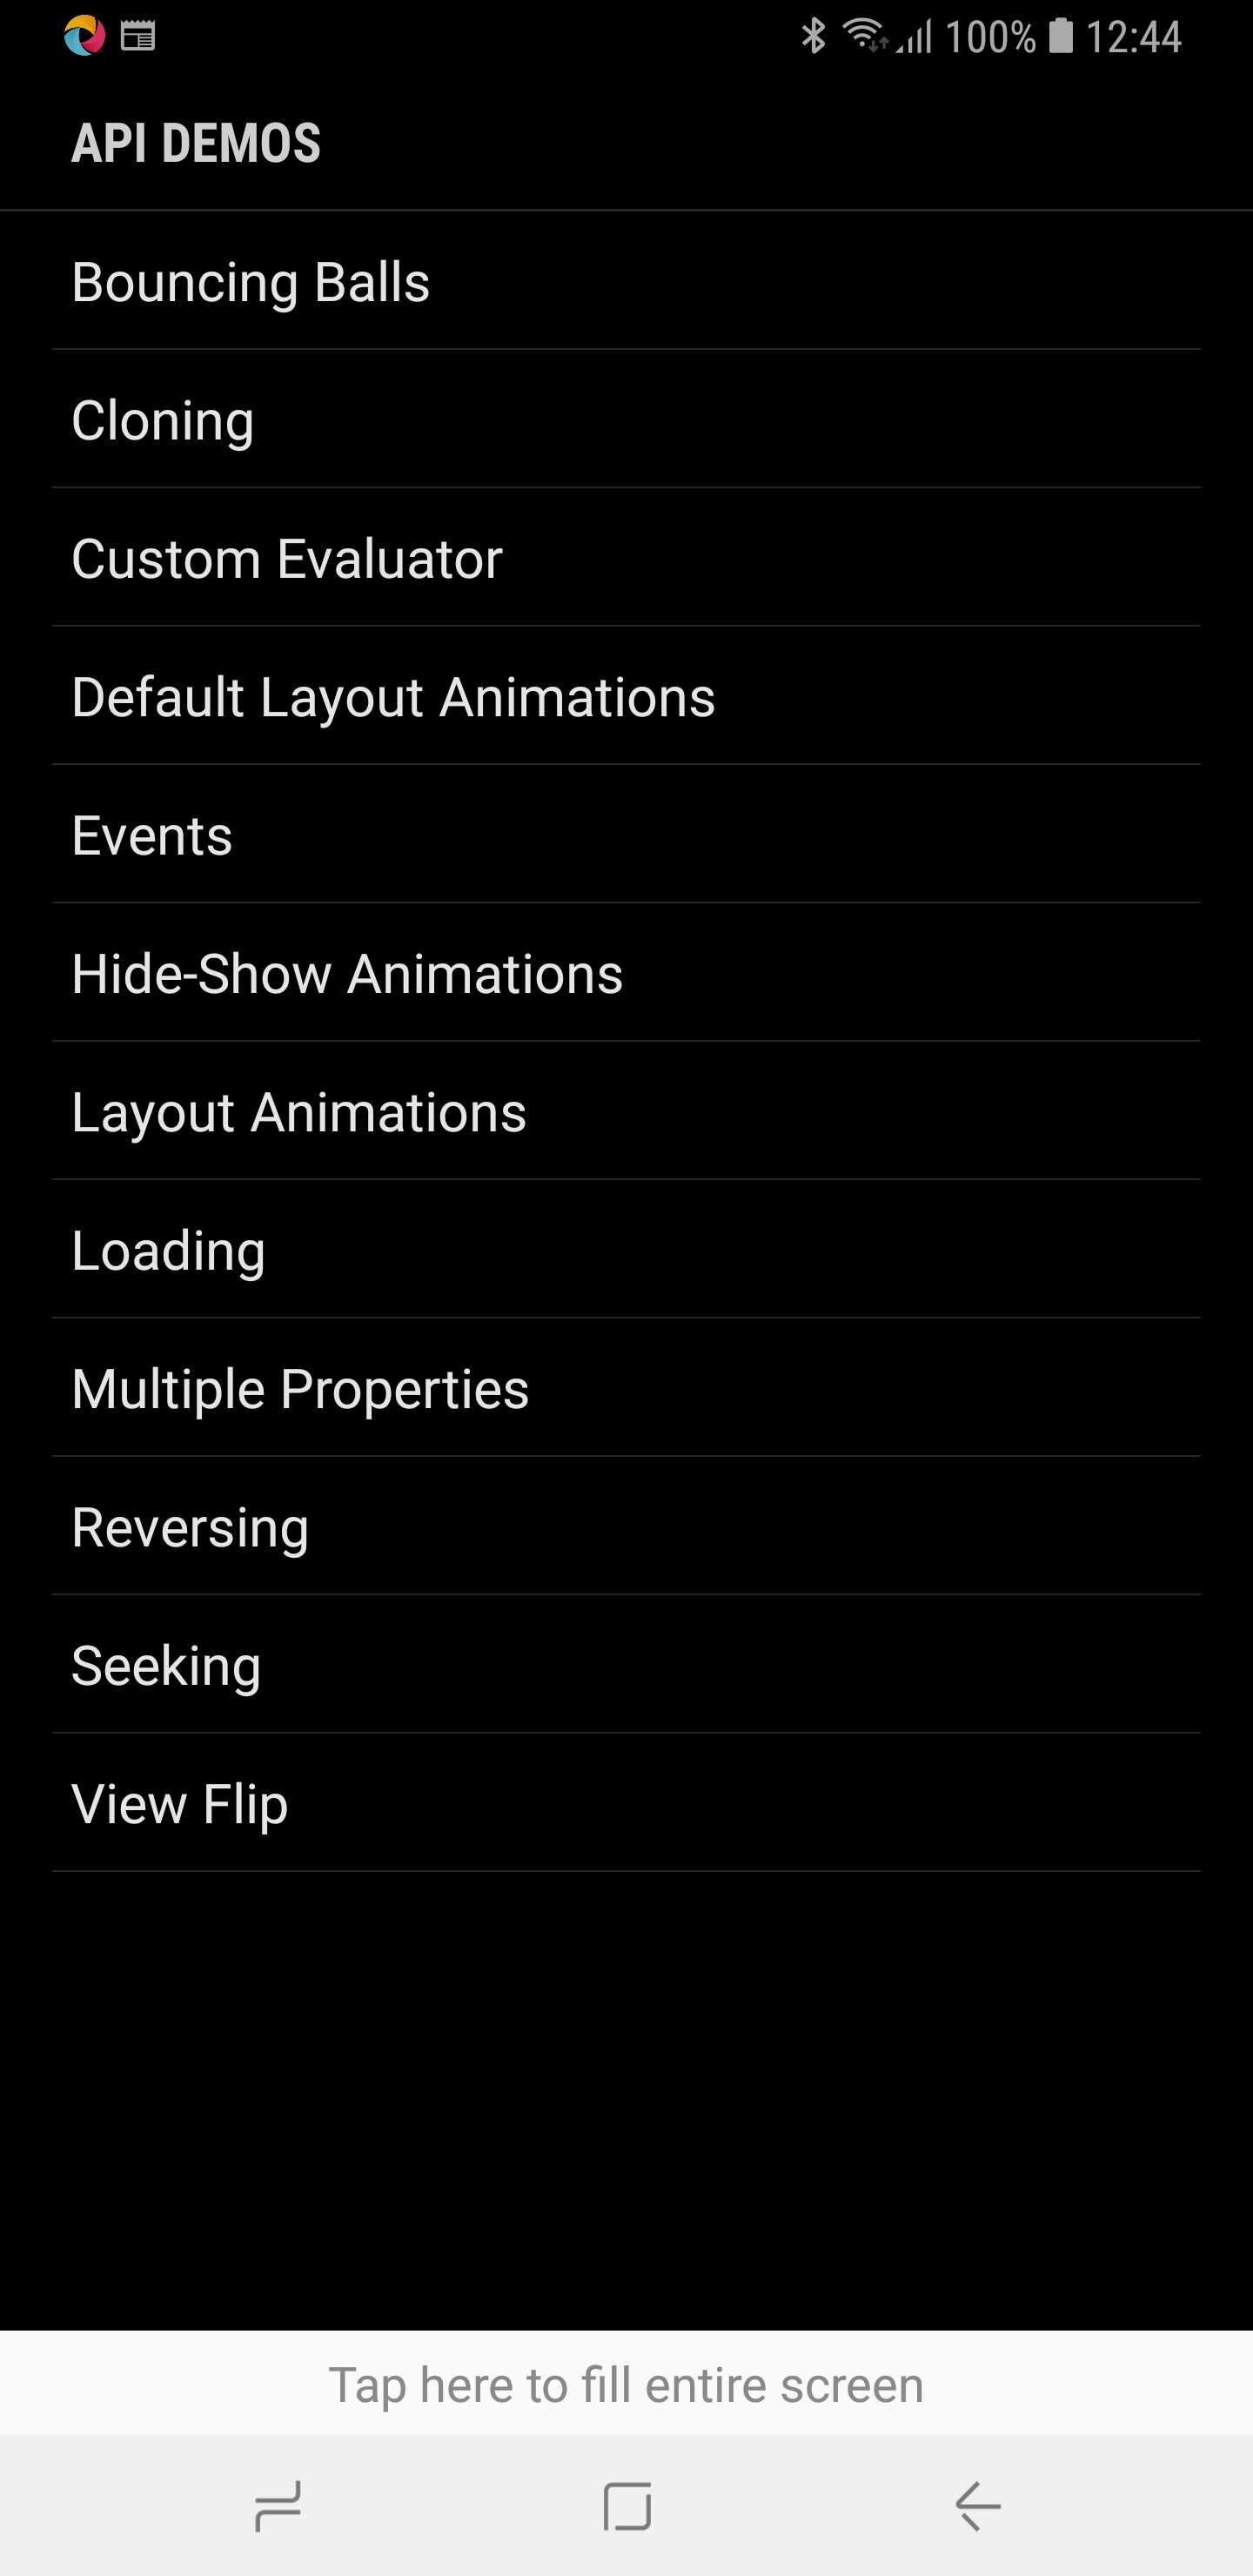 100% 12:44
API DEMOS
Bouncing Balls
Cloning
Custom Evaluator
Default Layout Animations
Events
Hide-Show Animations
Layout Animations
Loading
Multiple Properties
Reversing
Seeking
View Flip
Tap here to fill entire screen